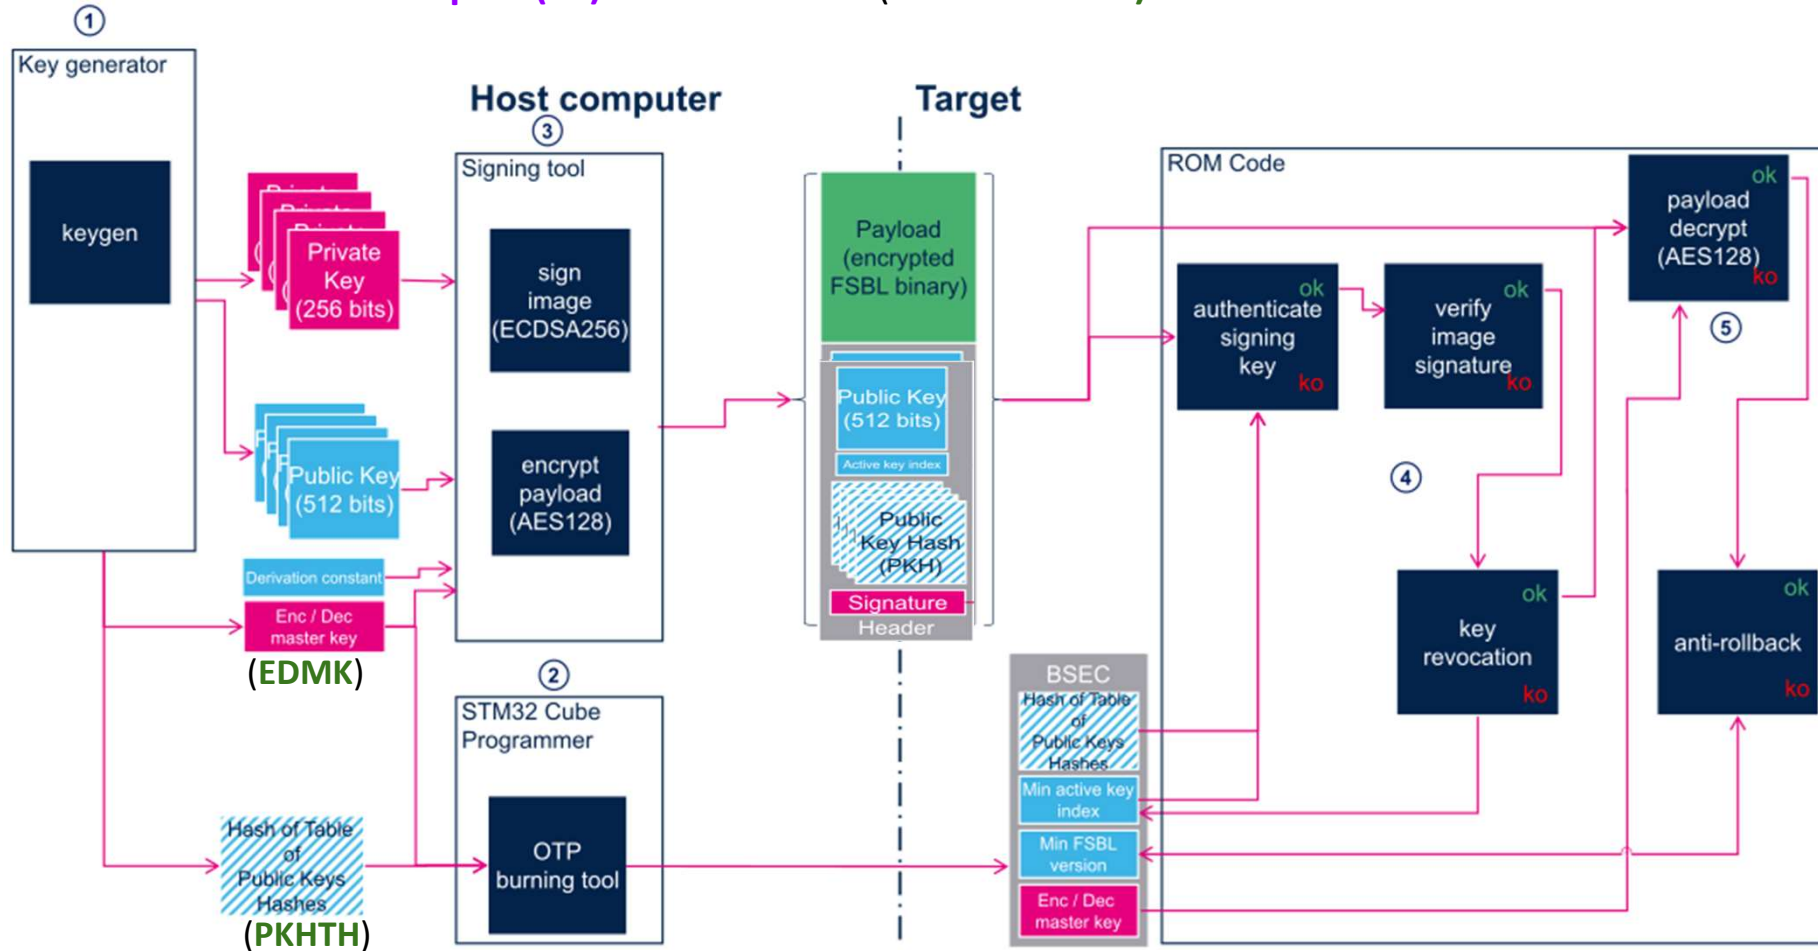 1
Key generator
keygen
Host computer
Target
3
Signing tool
sign
image
(ECDSA256)
encrypt
payload
(AES128)
Private
Key
(256 bits)
Public Key
(512 bits)
Derivation constant
Enc / Dec
master key
(EDMK)
2
STM32 Cube
Programmer
OTP
burning tool
Hash of Table
of
Public Keys
Hashes
(PKHTH)
Payload
(encrypted
FSBL binary)
Public Key
(512 bits)
Active key index
Public
Key Hash
(PKH)
Signature
Header
BSEC
Hash of Table
of
Public Keys
Hashes
Min active key
index
Min FSBL
version
Enc / Dec
master key
ROM Code
ok
authenticate
signing
key
ko
ok
verify
image
signature
ko
ok
payload
decrypt
(AES128)
ko
5
4
ok
key
revocation
ko
ok
anti-rollback
ko